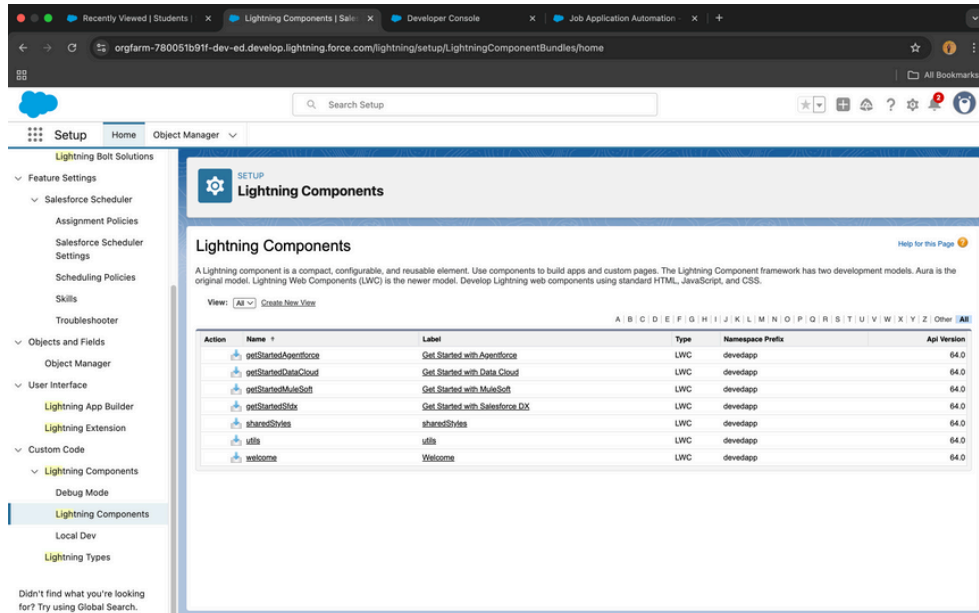 Recently Viewed | Students |
Lightning Components | Sale
Developer Console
Job Application Automation
orgfarm-780051b91f-dev-ed.develop.lightning.force.com/lightning/setup/LightningComponentBundles/home
All Bookmarks
Search Setup
2
Setup
Home
Object Manager
Lightning Bolt Solutions
Feature Settings
Salesforce Scheduler
Assignment Policies
Salesforce Scheduler
Settings
Scheduling Policies
Skills
Troubleshooter
Objects and Fields
Object Manager
User Interface
Lightning App Builder
Lightning Extension
Custom Code
Lightning Components
Debug Mode
Lightning Components
Local Dev
Lightning Types
Didn't find what you're looking
for? Try using Global Search.
SETUP
Lightning Components
Lightning Components
Help for this Page
A Lightning component is a compact, configurable, and reusable element. Use components to build apps and custom pages. The Lightning Component framework has two development models. Aura is the
original model. Lightning Web Components (LWC) is the newer model. Develop Lightning web components using standard HTML, JavaScript, and CSS.
View: All Create New View
A | B | C | D | E | F | G | H | I | J | K | L | M | N | O | P | Q | R | S | T | U | V | W | X | Y | Z | Other All
Action Name ↑ Label Type Namespace Prefix Api Version
getStartedAgentforce Get Started with Agentforce LWC devedapp 64.0
getStartedDataCloud Get Started with Data Cloud LWC devedapp 64.0
getStartedMuleSoft Get Started with MuleSoft LWC devedapp 64.0
getStartedSfdx Get Started with Salesforce DX LWC devedapp 64.0
sharedStyles sharedStyles LWC devedapp 64.0
utils utils LWC devedapp 64.0
welcome Welcome LWC devedapp 64.0